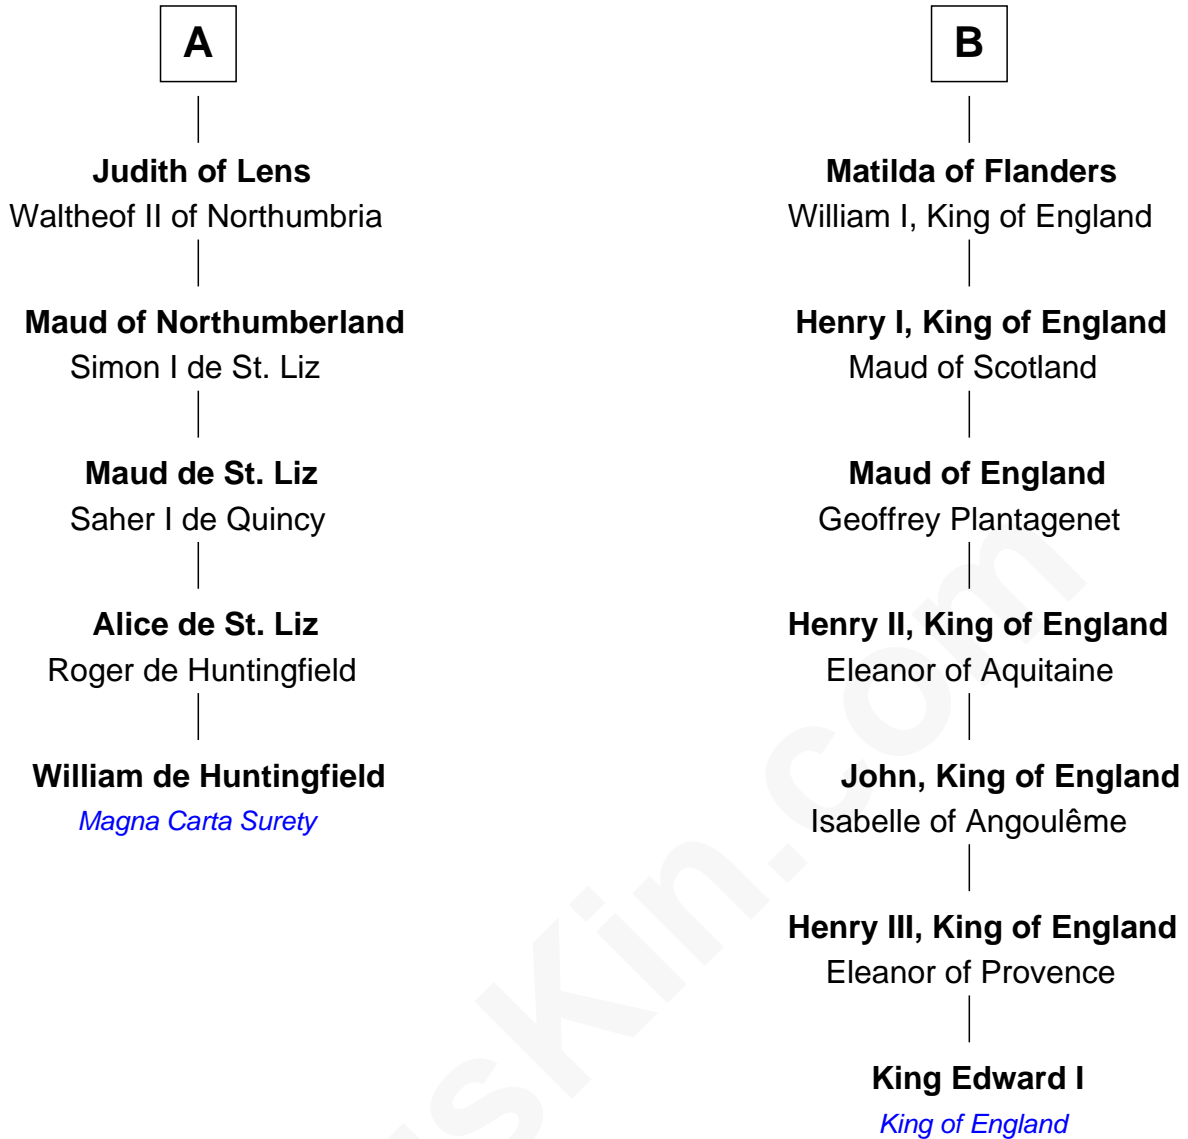 A
Judith of Lens
Waltheof II of Northumbria
Maud of Northumberland
Simon I de St. Liz
Maud de St. Liz
Saher I de Quincy
Alice de St. Liz
Roger de Huntingfield
William de Huntingfield
Magna Carta Surety
B
Matilda of Flanders
William I, King of England
Henry I, King of England
Maud of Scotland
Maud of England
Geoffrey Plantagenet
Henry II, King of England
Eleanor of Aquitaine
John, King of England
Isabelle of Angoulême
Henry III, King of England
Eleanor of Provence
King Edward I
King of England
sKin.com